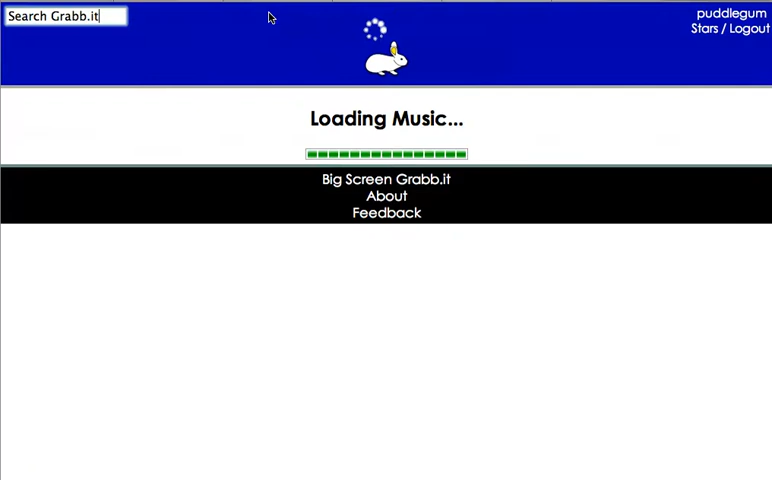 Search Grabb.it
puddlegum
Stars / Logout
Loading Music...
Big Screen Grabb.it
About
Feedback